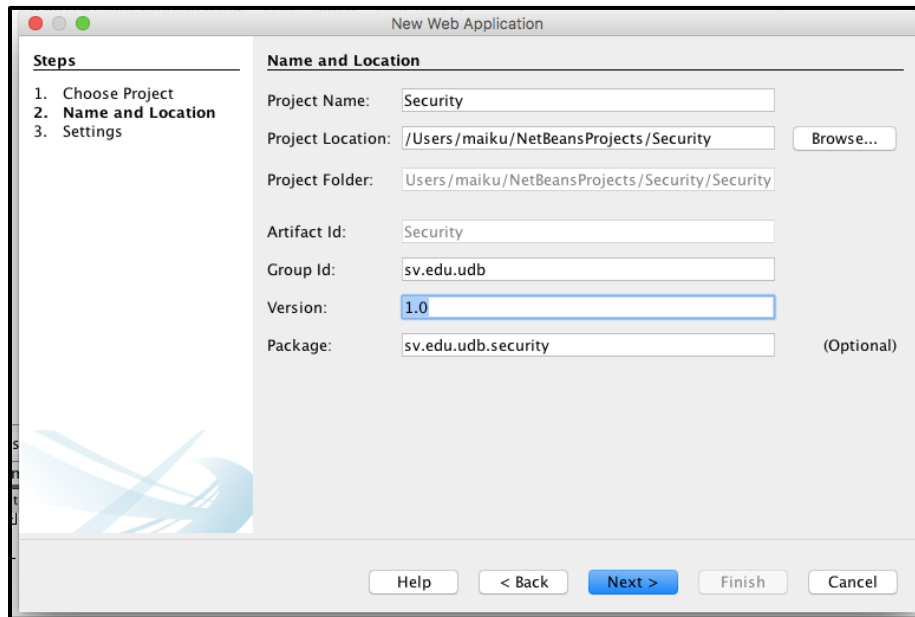 New Web Application
Steps
1. Choose Project
2. Name and Location
3. Settings
Name and Location
Project Name: Security
Project Location: /Users/maiku/NetBeansProjects/Security Browse...
Project Folder: Users/maiku/NetBeansProjects/Security/Security
Artifact Id: Security
Group Id: sv.edu.udb
Version: 1.0
Package: sv.edu.udb.security (Optional)
Help < Back Next > Finish Cancel